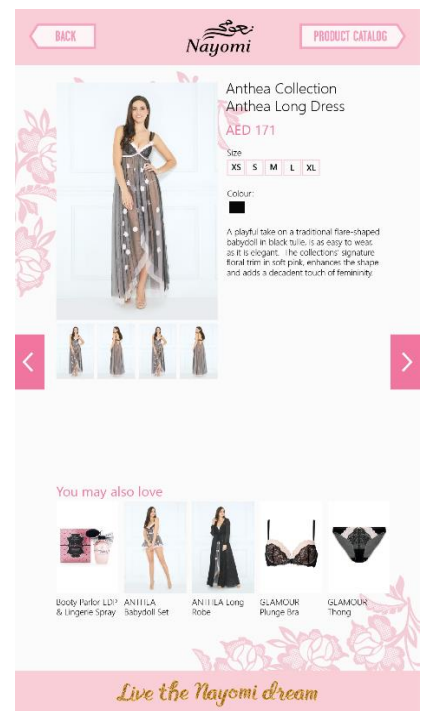 BACK
نعومي
Nayomi
PRODUCT CATALOG
Anthea Collection
Anthea Long Dress
AED 171
Size
XS S M L XL
Colour:
A playful take on a traditional flare-shaped
babydoll in black tulle, is as easy to wear
as it is elegant. The collections' signature
floral trim in soft pink, enhances the shape
and adds a decadent touch of femininity.
You may also love
Booty Parlor EDP
& Lingerie Spray
ANTHEA
Babydoll Set
ANTHEA Long
Robe
GLAMOUR
Plunge Bra
GLAMOUR
Thong
Live the Nayomi dream